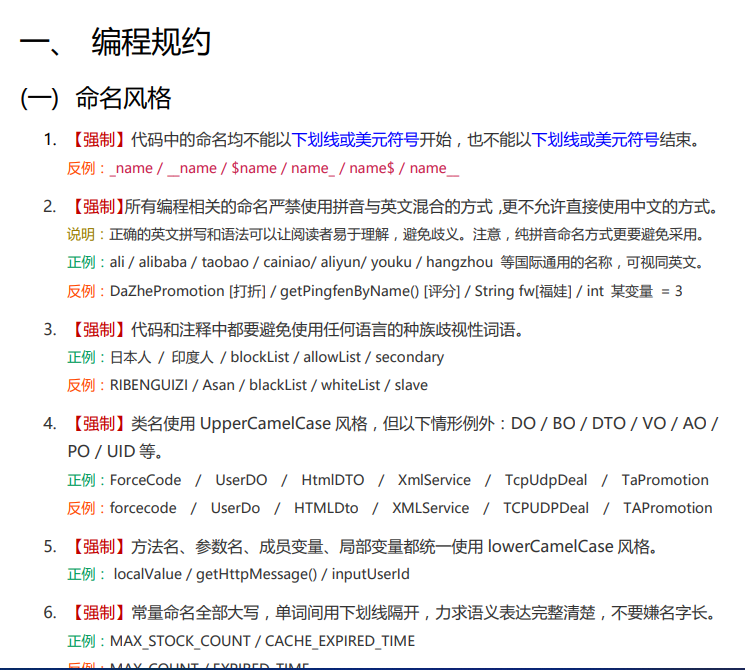 一、 编程规约
(一) 命名风格
1. 【强制】代码中的命名均不能以下划线或美元符号开始，也不能以下划线或美元符号结束。
反例：_name / __name / $name / name_ / name$ / name__
2. 【强制】所有编程相关的命名严禁使用拼音与英文混合的方式，更不允许直接使用中文的方式。
说明：正确的英文拼写和语法可以让阅读者易于理解，避免歧义。注意，纯拼音命名方式更要避免采用。
正例：ali / alibaba / taobao / cainiao/ aliyun/ youku / hangzhou 等国际通用的名称，可视同英文。
反例：DaZhePromotion [打折] / getPingfenByName() [评分] / String fw[福娃] / int 某变量 = 3
3. 【强制】代码和注释中都要避免使用任何语言的种族歧视性词语。
正例：日本人 / 印度人 / blockList / allowList / secondary
反例：RIBENGUIZI / Asan / blackList / whiteList / slave
4. 【强制】类名使用 UpperCamelCase 风格，但以下情形例外：DO / BO / DTO / VO / AO /
PO / UID 等。
正例：ForceCode / UserDO / HtmlDTO / XmlService / TcpUdpDeal / TaPromotion
反例：forcecode / UserDo / HTMLDto / XMLService / TCPUDPDeal / TAPromotion
5. 【强制】方法名、参数名、成员变量、局部变量都统一使用 lowerCamelCase 风格。
正例： localValue / getHttpMessage() / inputUserId
6. 【强制】常量命名全部大写，单词间用下划线隔开，力求语义表达完整清楚，不要嫌名字长。
正例：MAX_STOCK_COUNT / CACHE_EXPIRED_TIME
反例：MAX_COUNT / EXPIRED_TIME